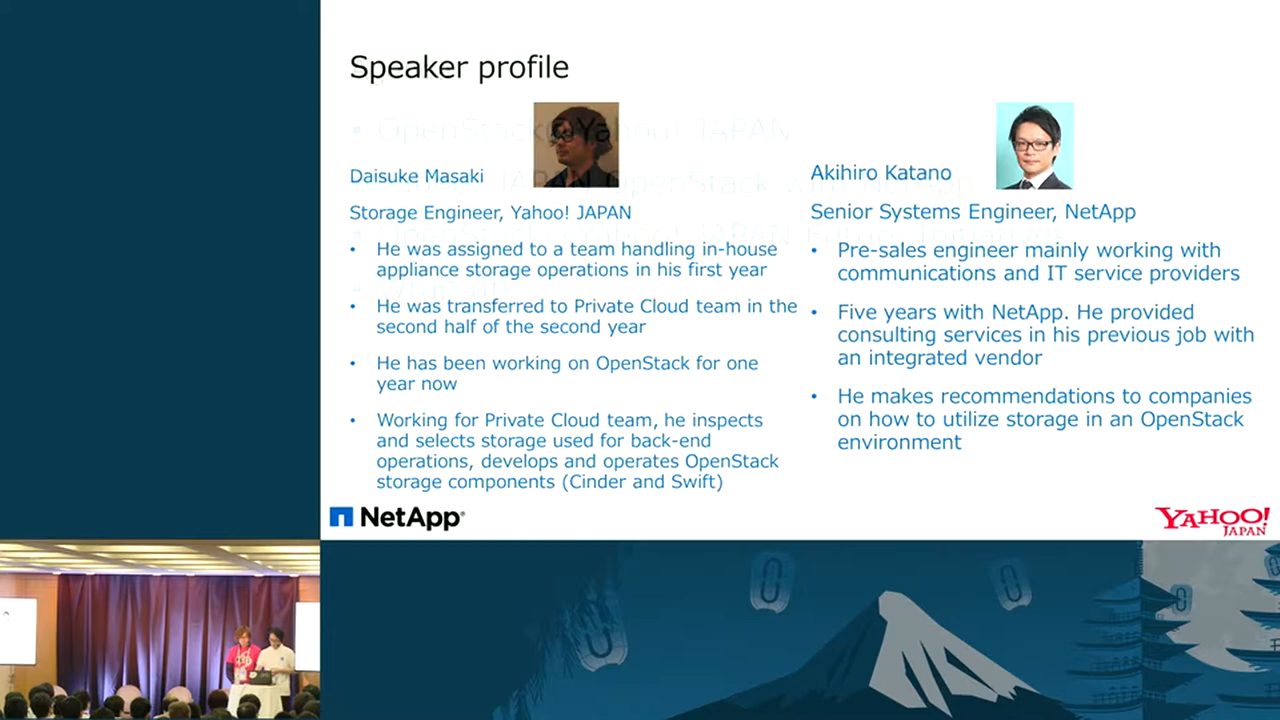 Speaker profile
OpenStack@Yahoo! JAPAN
Daisuke Masaki
Storage Engineer, Yahoo! JAPAN
• He was assigned to a team handling in-house
appliance storage operations in his first year
• He was transferred to Private Cloud team in the
second half of the second year
• He has been working on OpenStack for one
year now
• Working for Private Cloud team, he inspects
and selects storage used for back-end
operations, develops and operates OpenStack
storage components (Cinder and Swift)
Akihiro Katano
Senior Systems Engineer, NetApp
• Pre-sales engineer mainly working with
communications and IT service providers
• Five years with NetApp. He provided
consulting services in his previous job with
an integrated vendor
• He makes recommendations to companies
on how to utilize storage in an OpenStack
environment
NetApp
YAHOO!
JAPAN